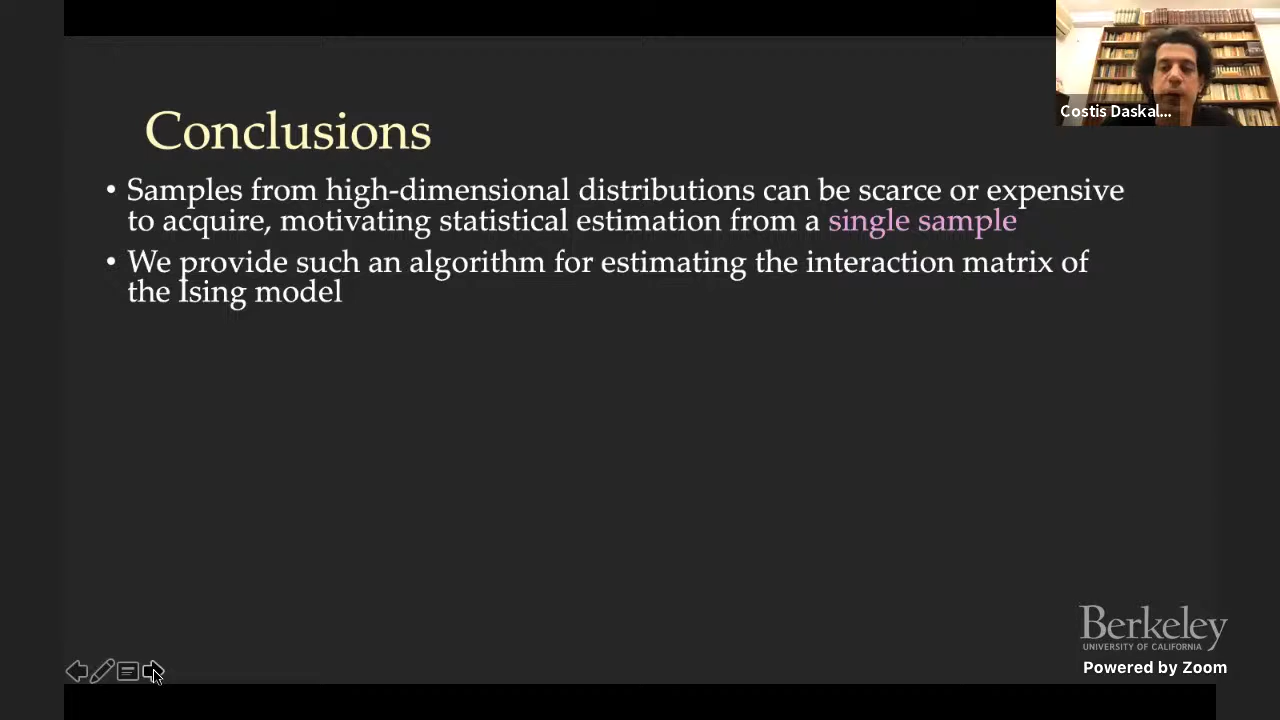 Costis Daskal...
Conclusions
• Samples from high-dimensional distributions can be scarce or expensive
to acquire, motivating statistical estimation from a single sample
• We provide such an algorithm for estimating the interaction matrix of
the Ising model
Berkeley
UNIVERSITY OF CALIFORNIA
Powered by Zoom